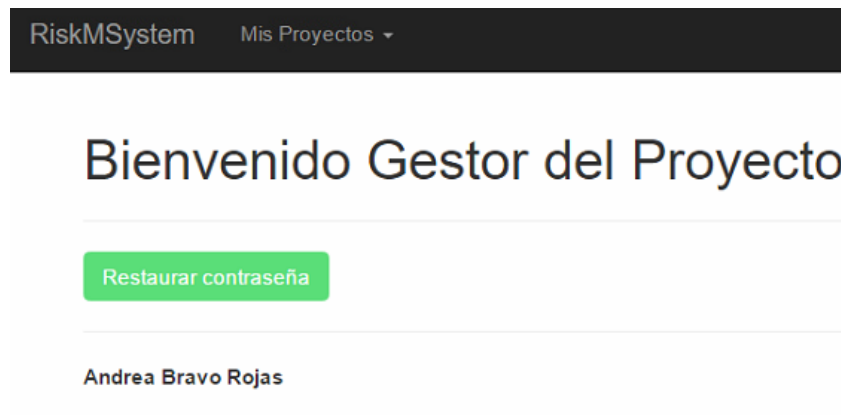 RiskMSystem Mis Proyectos
Bienvenido Gestor del Proyecto
Restaurar contraseña
Andrea Bravo Rojas